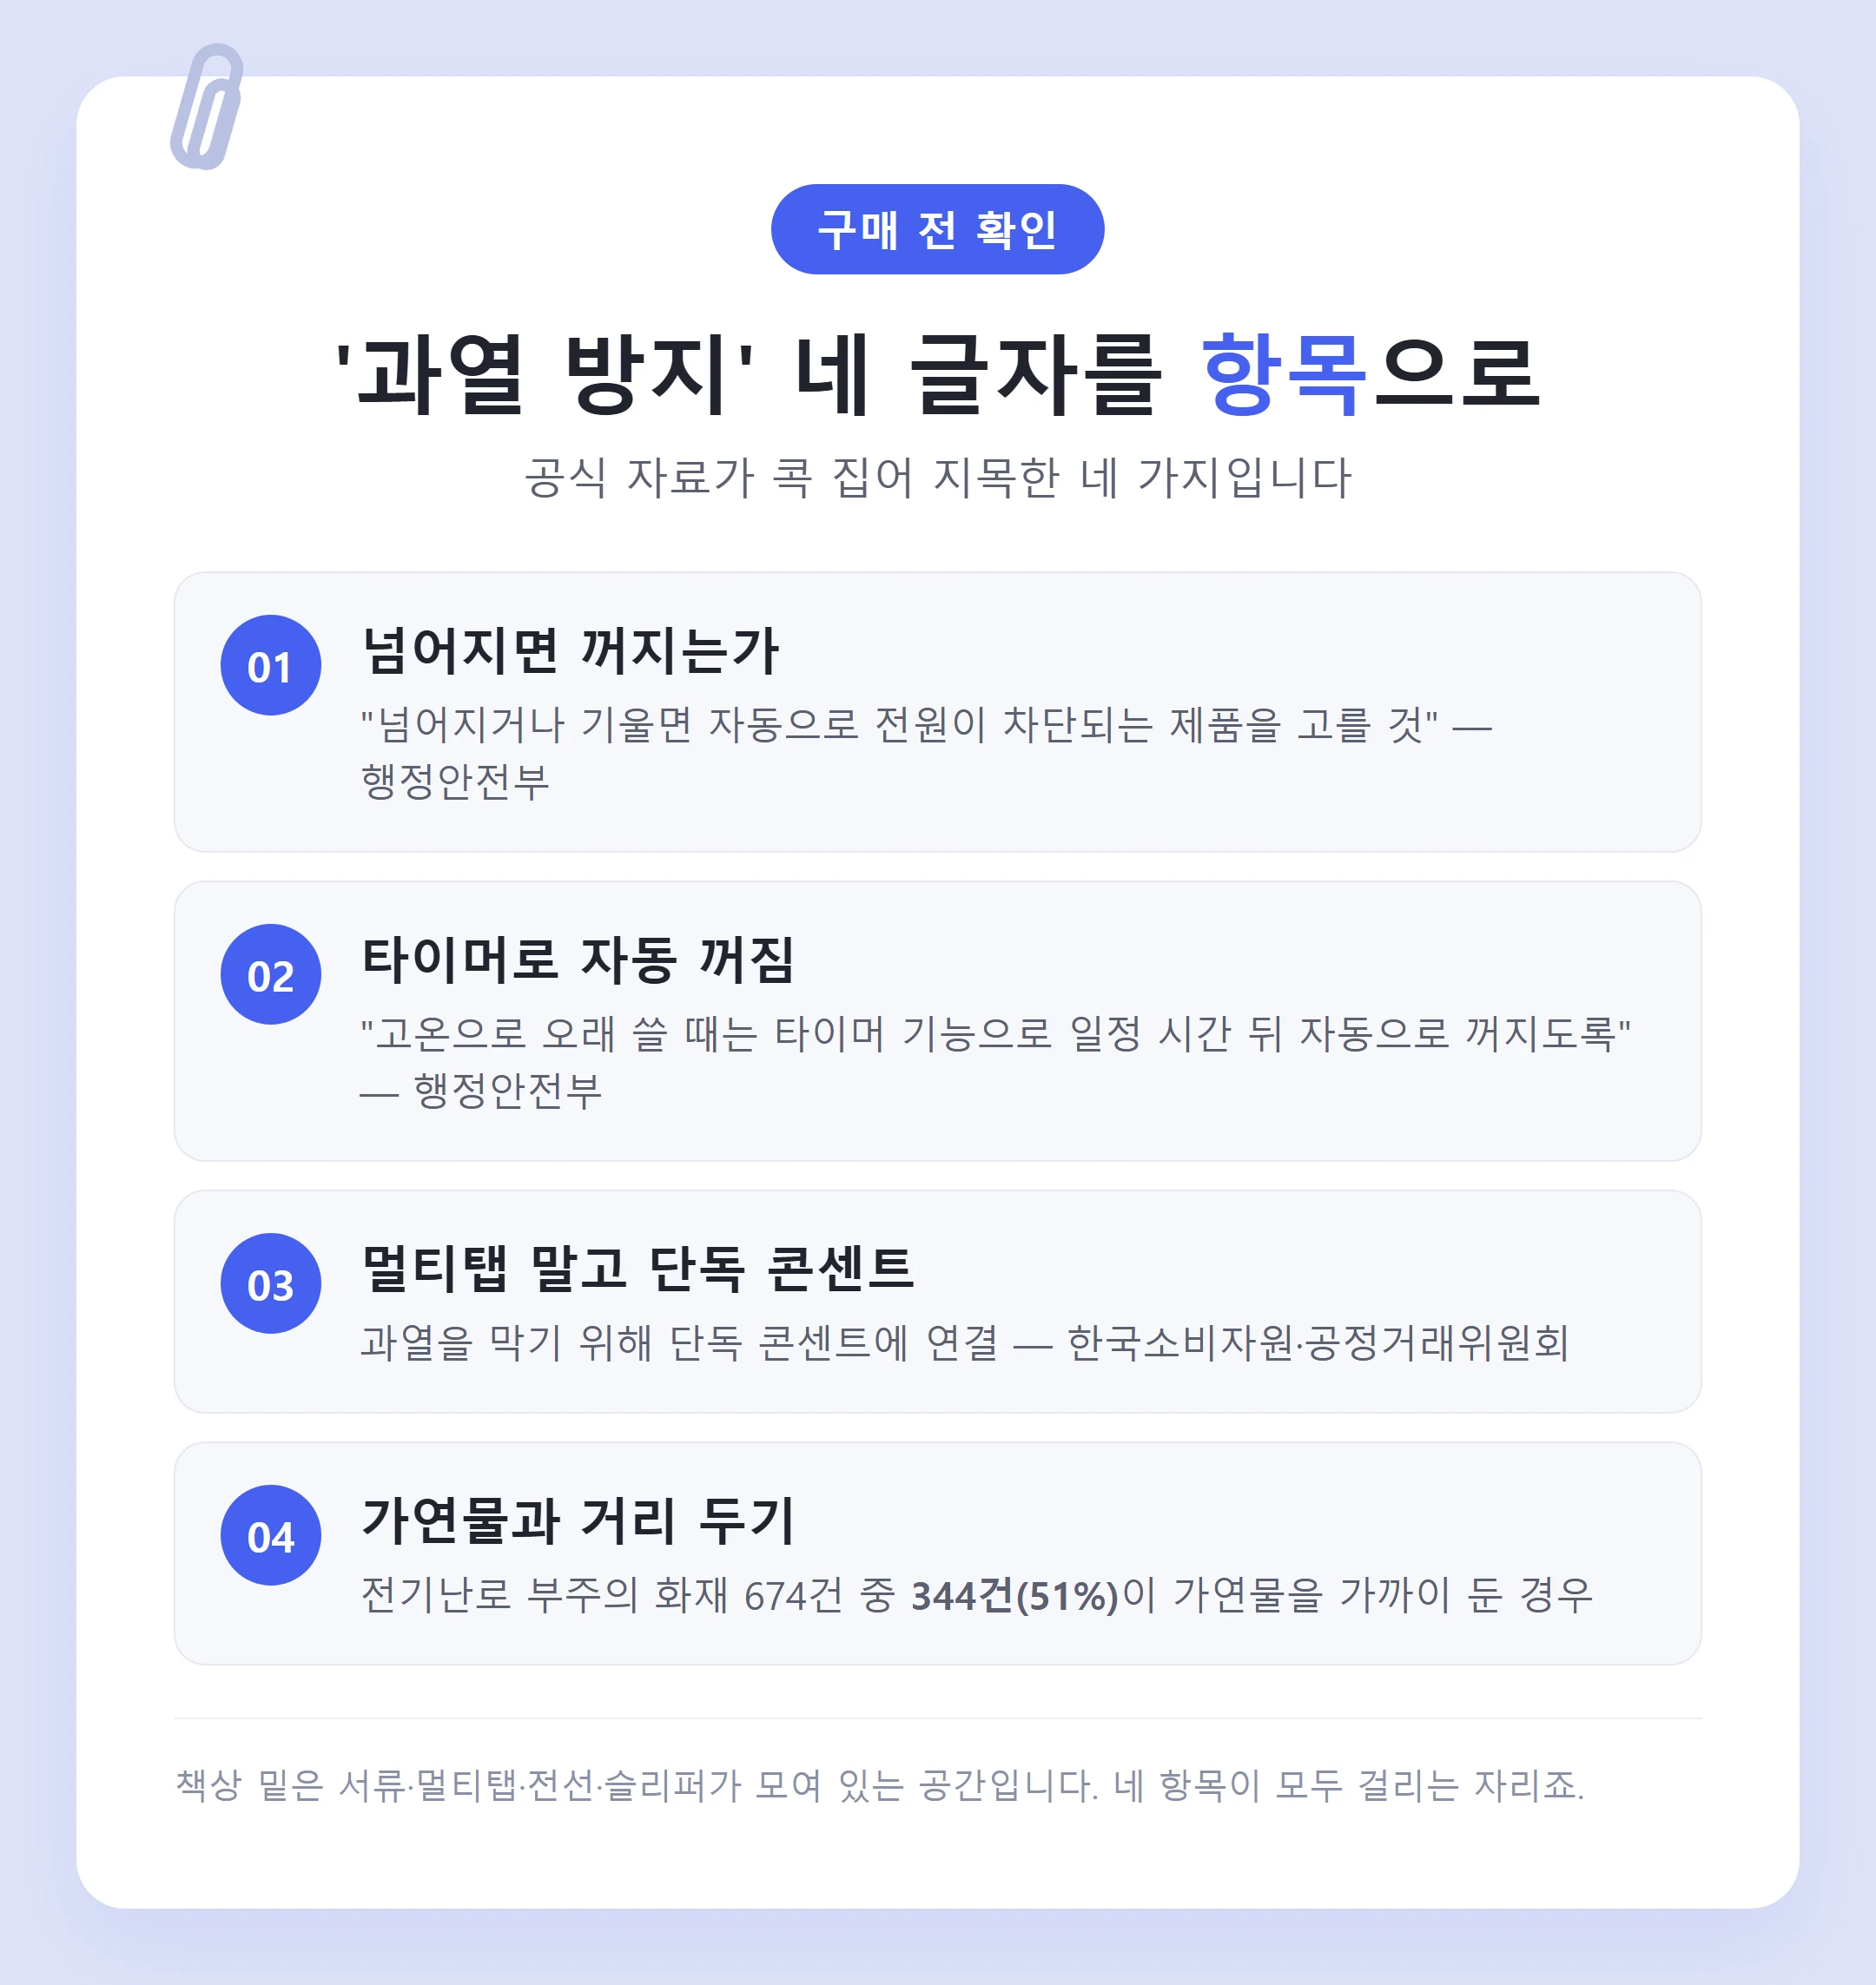 구매 전 확인
'과열 방지' 네 글자를 항목으로
공식 자료가 콕 집어 지목한 네 가지입니다
01
넘어지면 꺼지는가
"넘어지거나 기울면 자동으로 전원이 차단되는 제품을 고를 것" —
행정안전부
02
타이머로 자동 꺼짐
"고온으로 오래 쓸 때는 타이머 기능으로 일정 시간 뒤 자동으로 꺼지도록"
— 행정안전부
03
멀티탭 말고 단독 콘센트
과열을 막기 위해 단독 콘센트에 연결 — 한국소비자원·공정거래위원회
04
가연물과 거리 두기
전기난로 부주의 화재 674건 중 344건(51%)이 가연물을 가까이 둔 경우
책상 밑은 서류·멀티탭·전선·슬리퍼가 모여 있는 공간입니다. 네 항목이 모두 걸리는 자리죠.